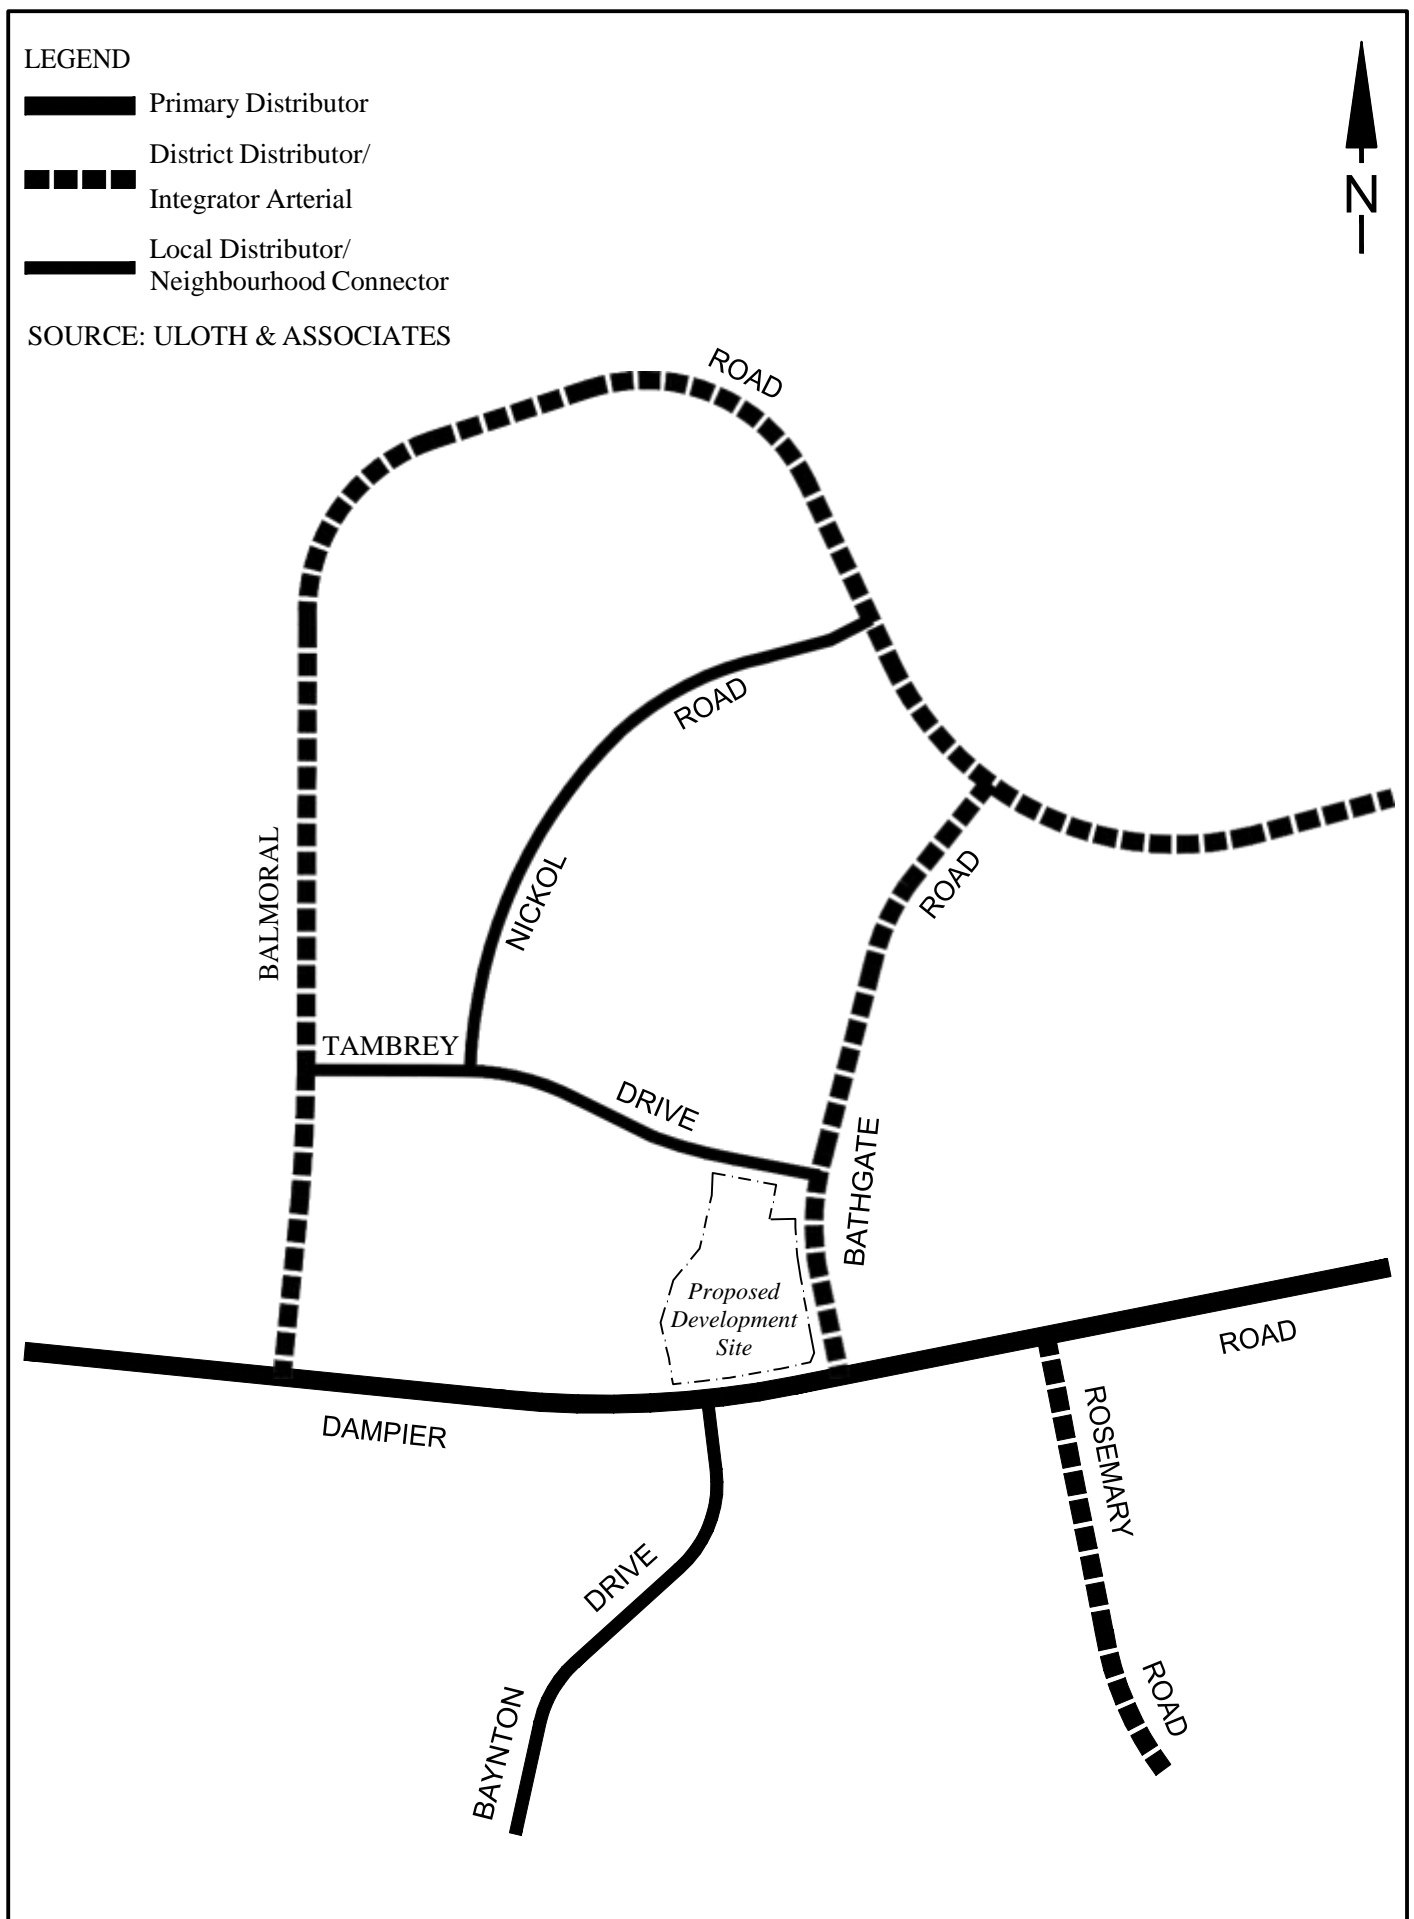 LEGEND
Primary Distributor
District Distributor/
Integrator Arterial
Local Distributor/
Neighbourhood Connector
SOURCE: ULOTH & ASSOCIATES
N
ROAD
ROAD
NICKOL
ROAD
BALMORAL
TAMBREY
DRIVE
BATHGATE
Proposed
Development
Site
ROAD
DAMPIER
ROSEMARY
DRIVE
ROAD
BAYNTON